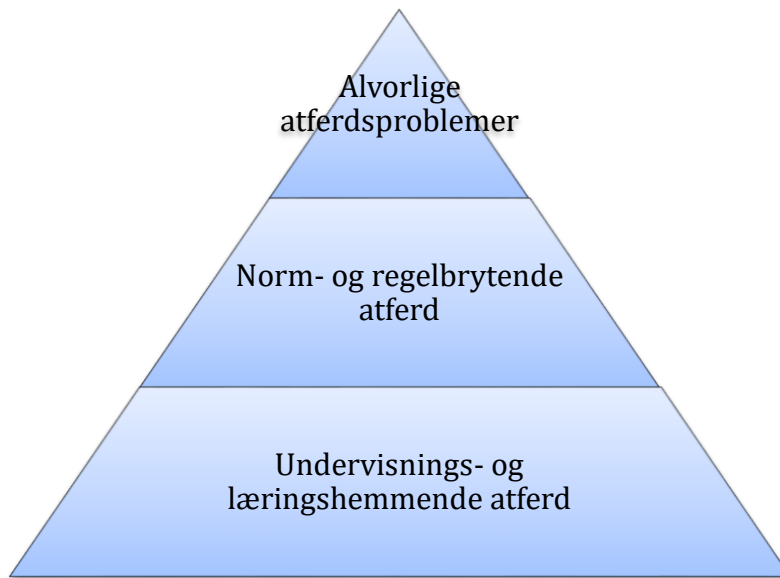 Alvorlige
atferdsproblemer
Norm- og regelbrytende
atferd
Undervisnings- og
læringshemmende atferd